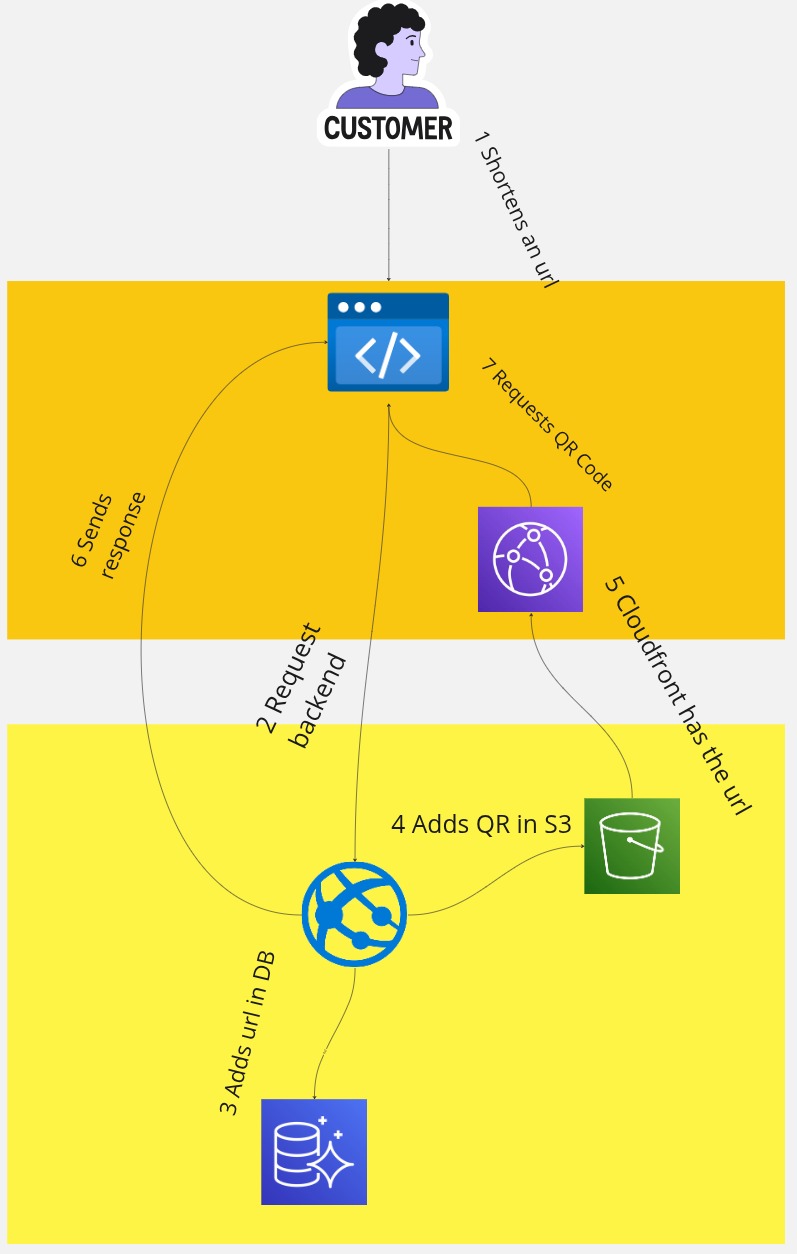 CUSTOMER
1 Shortens an url
7 Requests QR Code
6 Sends
response
5 Cloudfront has the url
2 Request
backend
4 Adds QR in S3
3 Adds url in DB